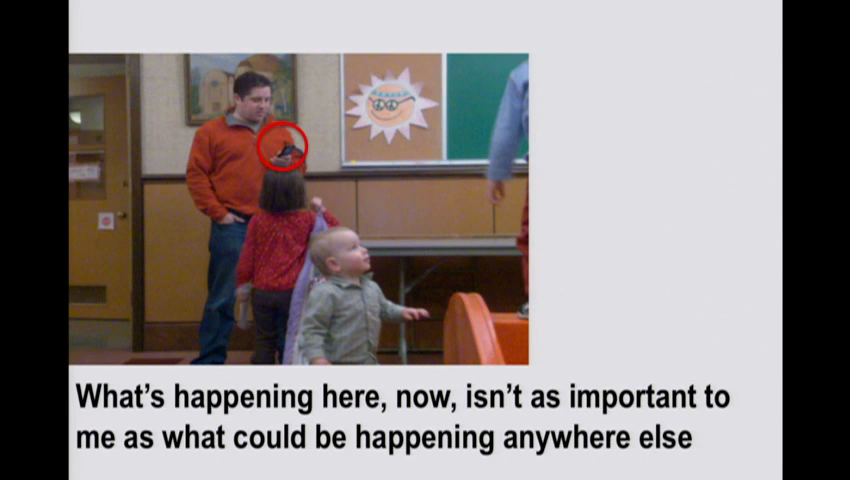 What's happening here, now, isn't as important to
me as what could be happening anywhere else